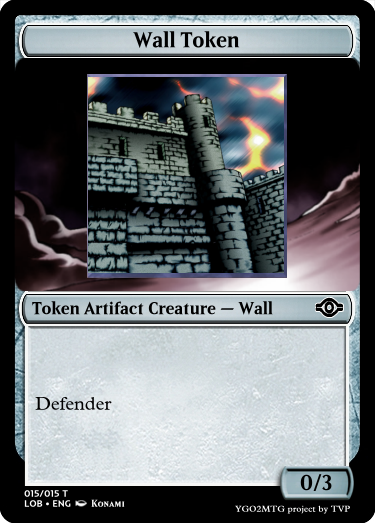 Wall Token
Token Artifact Creature — Wall
Defender
0/3
015/015 T
LOB • ENG Konami
YGO2MTG project by TVP